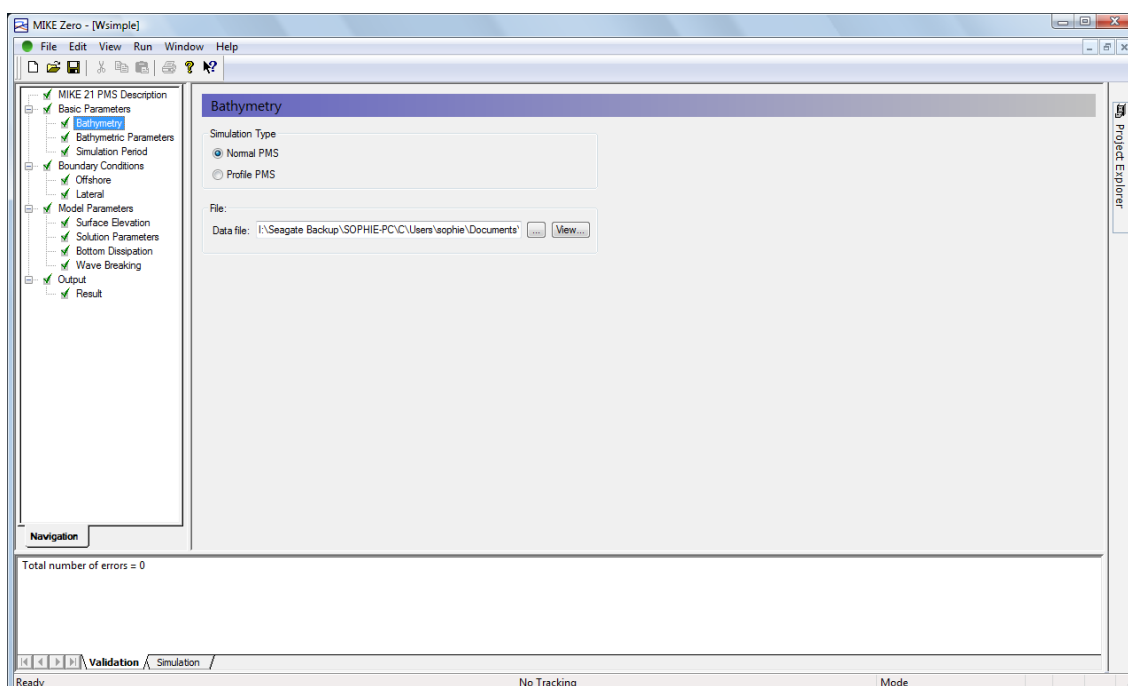 MIKE Zero - [Wsimple]
File Edit View Run Window Help
MIKE 21 PMS Description
Basic Parameters
Bathymetry
Bathymetric Parameters
Simulation Period
Boundary Conditions
Offshore
Lateral
Model Parameters
Surface Elevation
Solution Parameters
Bottom Dissipation
Wave Breaking
Output
Result
Navigation
Bathymetry
Simulation Type
Normal PMS
Profile PMS
File:
Data file: I:\Seagate Backup\SOPHIE-PC\C\Users\sophie\Documents\ ... View...
Project Explorer
Total number of errors = 0
Validation Simulation
Ready No Tracking Mode